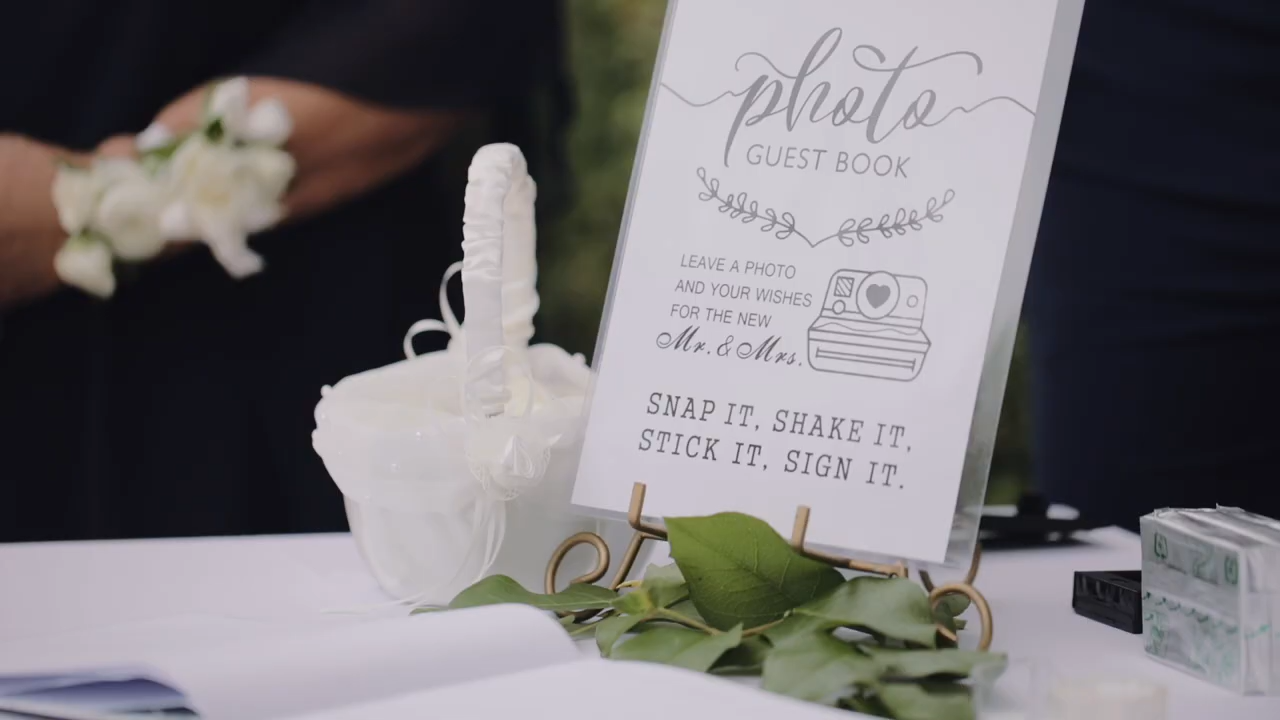 photo
GUEST BOOK
LEAVE A PHOTO
AND YOUR WISHES
FOR THE NEW
Mr. & Mrs.
SNAP IT, SHAKE IT,
STICK IT, SIGN IT.